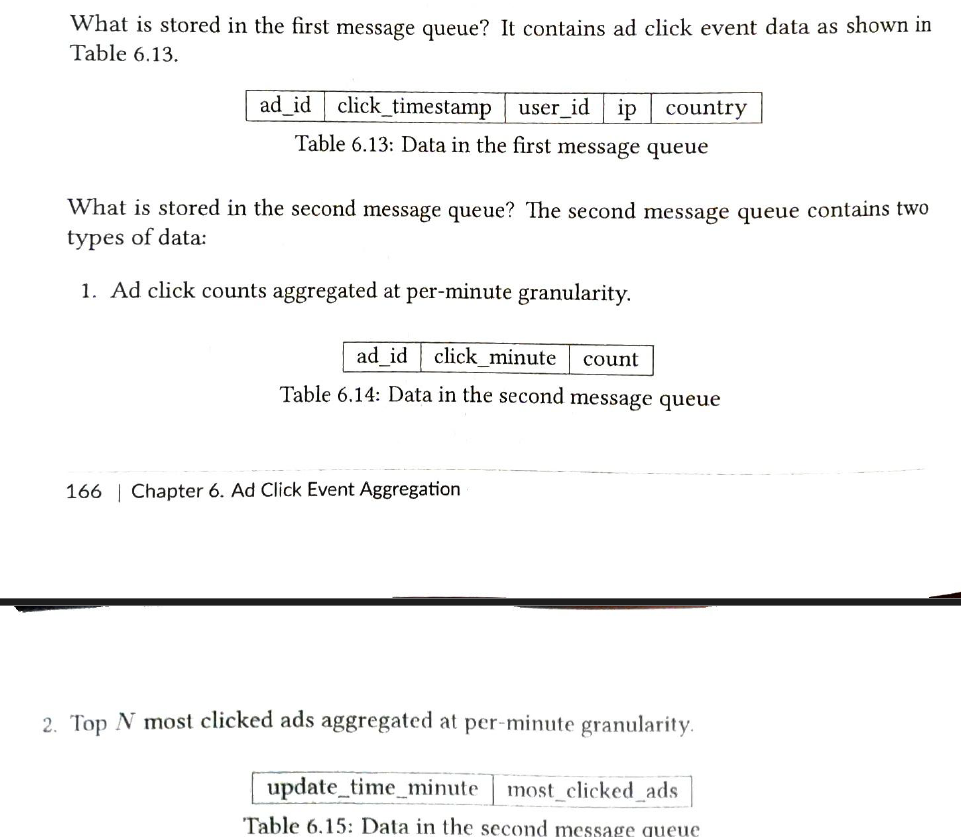 What is stored in the first message queue? It contains ad click event data as shown in
Table 6.13.
ad_id click_timestamp user_id ip country
Table 6.13: Data in the first message queue
What is stored in the second message queue? The second message queue contains two
types of data:
1. Ad click counts aggregated at per-minute granularity.
ad_id click_minute count
Table 6.14: Data in the second message queue
166 | Chapter 6. Ad Click Event Aggregation
2. Top N most clicked ads aggregated at per-minute granularity.
update_time_minute most_clicked_ads
Table 6.15: Data in the second message queue